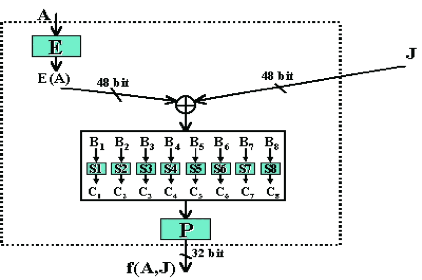 A
E
J
E(A)
48 bit
48 bit
B1 B2 B3 B4 B5 B6 B7 B8
S1 S2 S3 S4 S5 S6 S7 S8
C1 C2 C3 C4 C5 C6 C7 C8
P
32 bit
f(A,J)